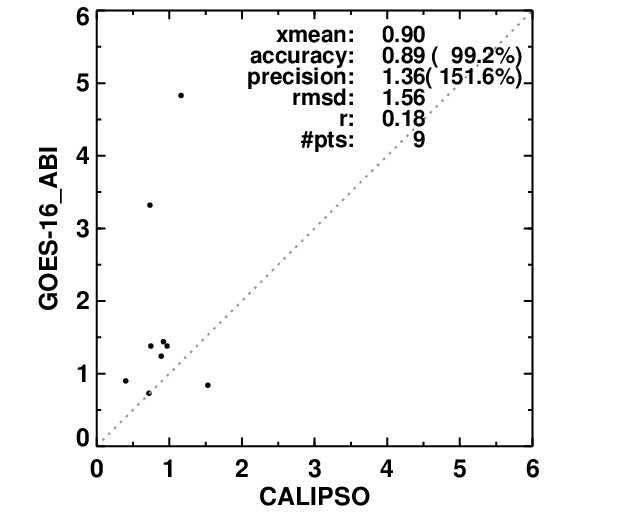 6
5
4
3
2
1
0
GOES-16_ABI
xmean: 0.90
accuracy: 0.89 ( 99.2%)
precision: 1.36( 151.6%)
rmsd: 1.56
r: 0.18
#pts: 9
0 1 2 3 4 5 6
CALIPSO